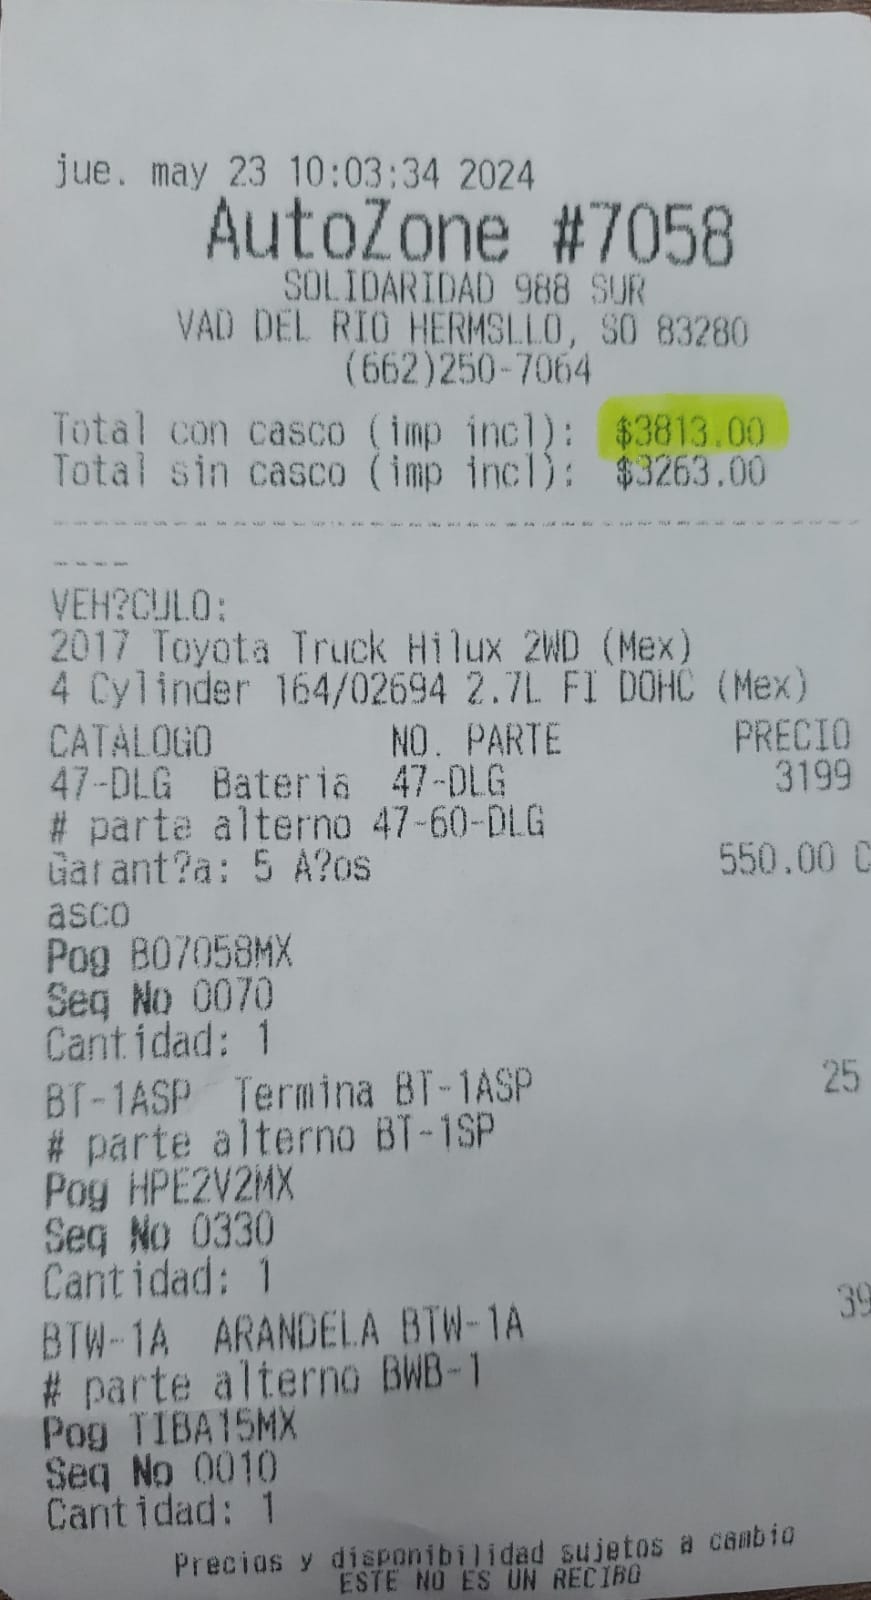 jue. may 23 10:03:34 2024
AutoZone #7058
SOLIDARIDAD 988 SUR
VAD DEL RIO HERMSLLO, SO 83280
(662)250-7064
Total con casco (imp incl): $3813.00
Total sin casco (imp incl): $3263.00
----
VEH?CULO:
2017 Toyota Truck Hilux 2WD (Mex)
4 Cylinder 164/02694 2.7L FI DOHC (Mex)
CATALOGO NO. PARTE PRECIO
47-DLG Bateria 47-DLG 3199
# parte alterno 47-60-DLG
Garant?a: 5 A?os 550.00 C
asco
Pog B07058MX
Seq No 0070
Cantidad: 1
BT-1ASP Termina BT-1ASP 25
# parte alterno BT-1SP
Pog HPE2V2MX
Seq No 0330
Cantidad: 1
BTW-1A ARANDELA BTW-1A 39
# parte alterno BWB-1
Pog TIBA15MX
Seq No 0010
Cantidad: 1
Precios y disponibilidad sujetos a cambio
ESTE NO ES UN RECIBO